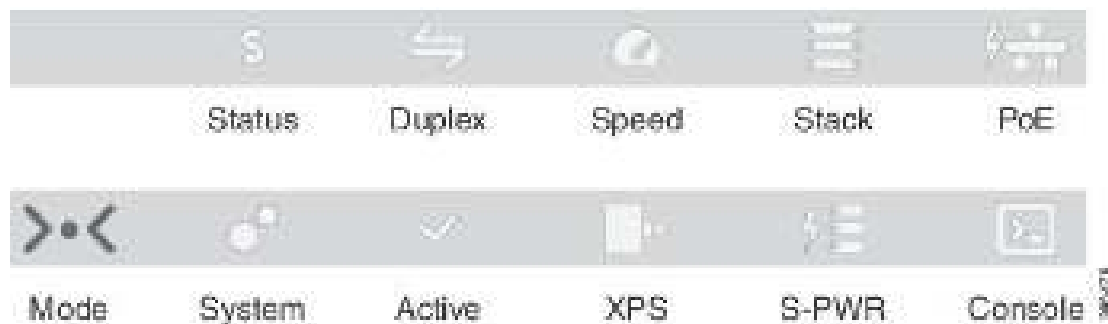 S
Status Duplex Speed Stack PoE
Mode System Active XPS S-PWR Console